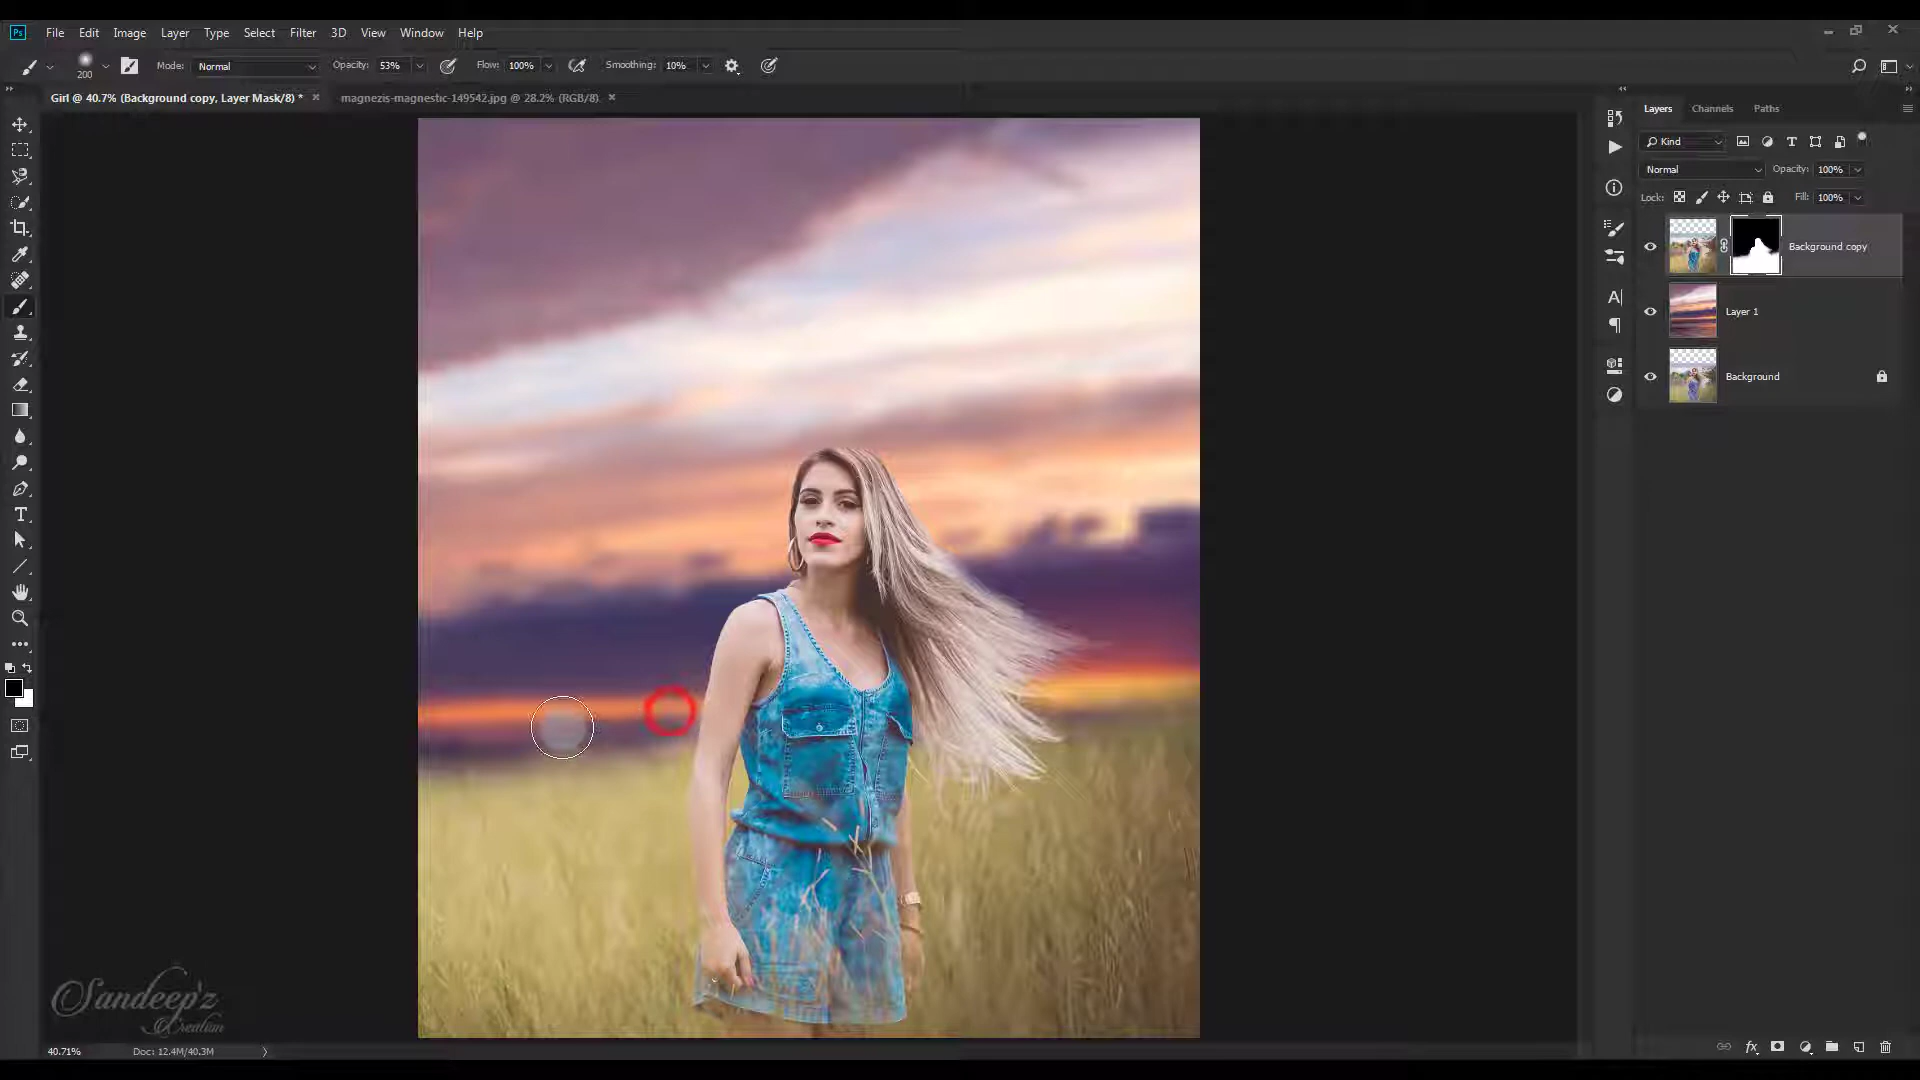 Ps File Edit Image Layer Type Select Filter 3D View Window Help
200 Mode: Normal Opacity: 53% Flow: 100% Smoothing: 10%
Girl @ 40.7% (Background copy, Layer Mask/8) * × magnezis-magnestic-149542.jpg @ 28.2% (RGB/8) ×
Layers Channels Paths
Kind
Normal Opacity: 100%
Lock: Fill: 100%
Background copy
Layer 1
Background
Sandeep'z
Creation
40.71% Doc: 12.4M/40.3M